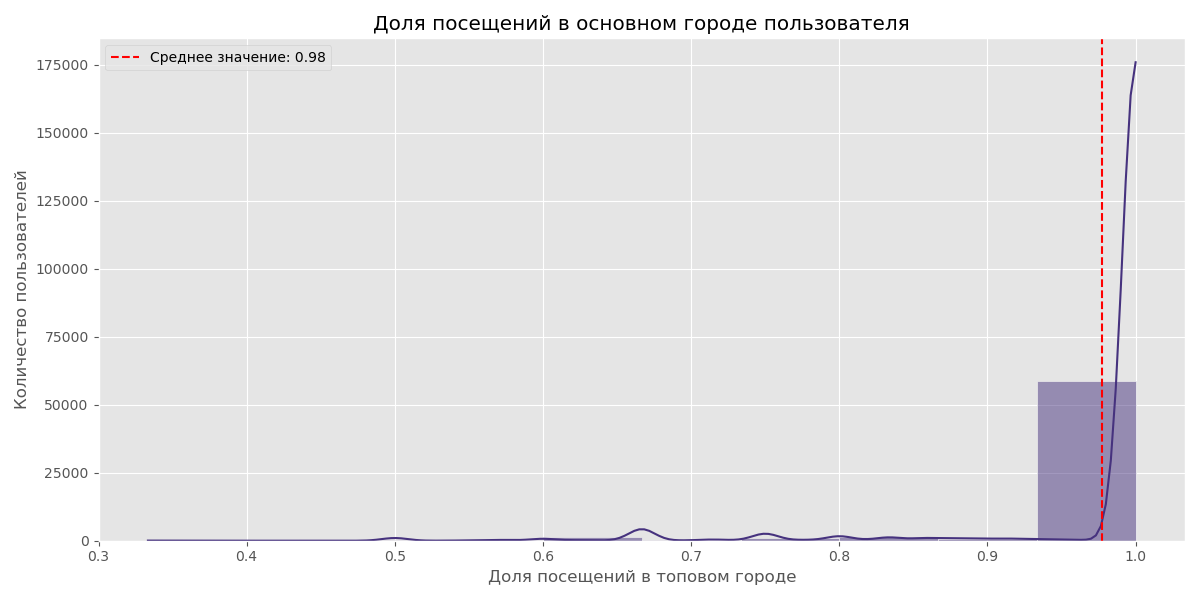 Доля посещений в основном городе пользователя
Среднее значение: 0.98
Количество пользователей
175000
150000
125000
100000
75000
50000
25000
0
0.3 0.4 0.5 0.6 0.7 0.8 0.9 1.0
Доля посещений в топовом городе